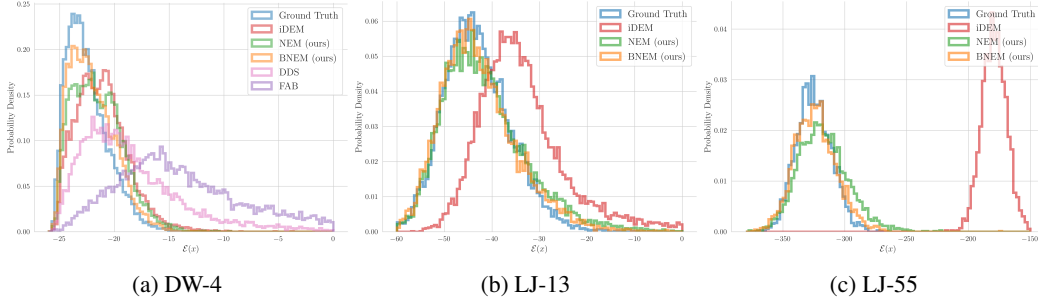 Probability Density
0.25
0.20
0.15
0.10
0.05
0.00
−25
−20
−15
−10
−5
0
ℰ(x)
Ground Truth
iDEM
NEM (ours)
BNEM (ours)
DDS
FAB
(a) DW-4
Probability Density
0.06
0.05
0.04
0.03
0.02
0.01
0.00
−60
−50
−40
−30
−20
−10
0
ℰ(x)
Ground Truth
iDEM
NEM (ours)
BNEM (ours)
(b) LJ-13
Probability Density
0.04
0.03
0.02
0.01
0.00
−350
−300
−250
−200
−150
ℰ(x)
Ground Truth
iDEM
NEM (ours)
BNEM (ours)
(c) LJ-55